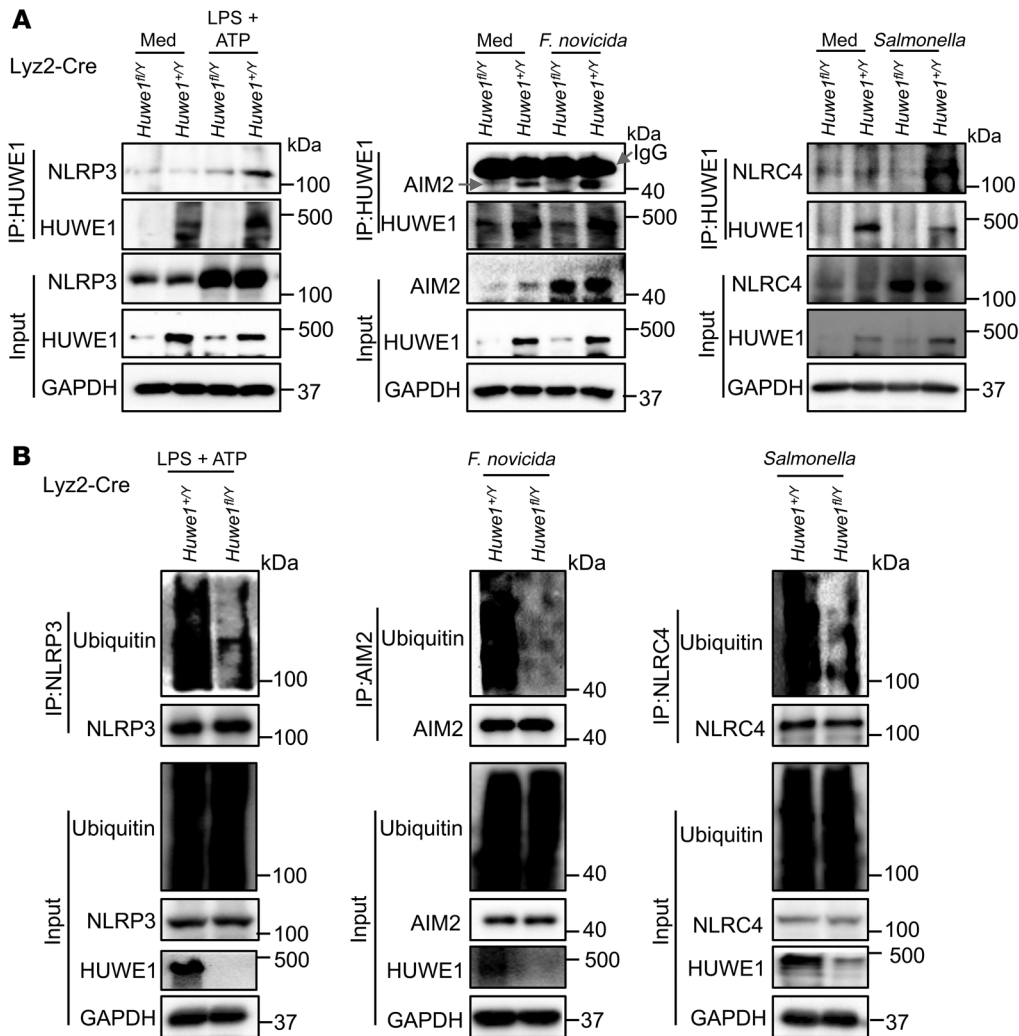 A
Lyz2-Cre
Med
LPS +
ATP
Huwe1fl/Y
Huwe1+/Y
Huwe1fl/Y
Huwe1+/Y
kDa
IP:HUWE1
NLRP3
100
HUWE1
500
Input
NLRP3
100
HUWE1
500
GAPDH
37
Med
F. novicida
Huwe1fl/Y
Huwe1+/Y
Huwe1fl/Y
Huwe1+/Y
kDa
IgG
IP:HUWE1
AIM2
40
HUWE1
500
Input
AIM2
40
HUWE1
500
GAPDH
37
Med
Salmonella
Huwe1fl/Y
Huwe1+/Y
Huwe1fl/Y
Huwe1+/Y
kDa
IP:HUWE1
NLRC4
100
HUWE1
500
Input
NLRC4
100
HUWE1
500
GAPDH
37
B
Lyz2-Cre
LPS + ATP
Huwe1+/Y
Huwe1fl/Y
kDa
IP:NLRP3
Ubiquitin
100
NLRP3
100
Input
Ubiquitin
100
NLRP3
100
HUWE1
500
GAPDH
37
F. novicida
Huwe1+/Y
Huwe1fl/Y
kDa
IP:AIM2
Ubiquitin
40
AIM2
40
Input
Ubiquitin
40
AIM2
40
HUWE1
500
GAPDH
37
Salmonella
Huwe1+/Y
Huwe1fl/Y
kDa
IP:NLRC4
Ubiquitin
100
NLRC4
100
Input
Ubiquitin
100
NLRC4
100
HUWE1
500
GAPDH
37